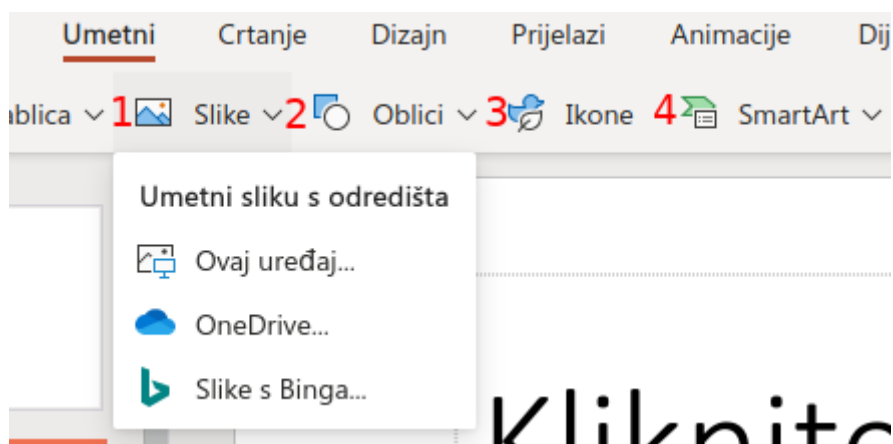 Umetni Crtanje Dizajn Prijelazi Animacije Dij
ablica 1 Slike 2 Oblici 3 Ikone 4 SmartArt
Umetni sliku s odredišta
Ovaj uređaj...
OneDrive...
Slike s Binga...
Kliknite